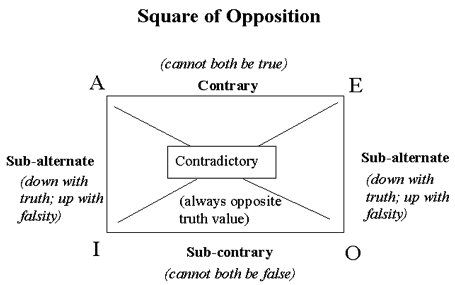 Square of Opposition
(cannot both be true)
A
Contrary
E
Sub-alternate
(down with
truth; up with
falsity)
Contradictory
(always opposite
truth value)
Sub-alternate
(down with
truth; up with
falsity)
I
Sub-contrary
O
(cannot both be false)